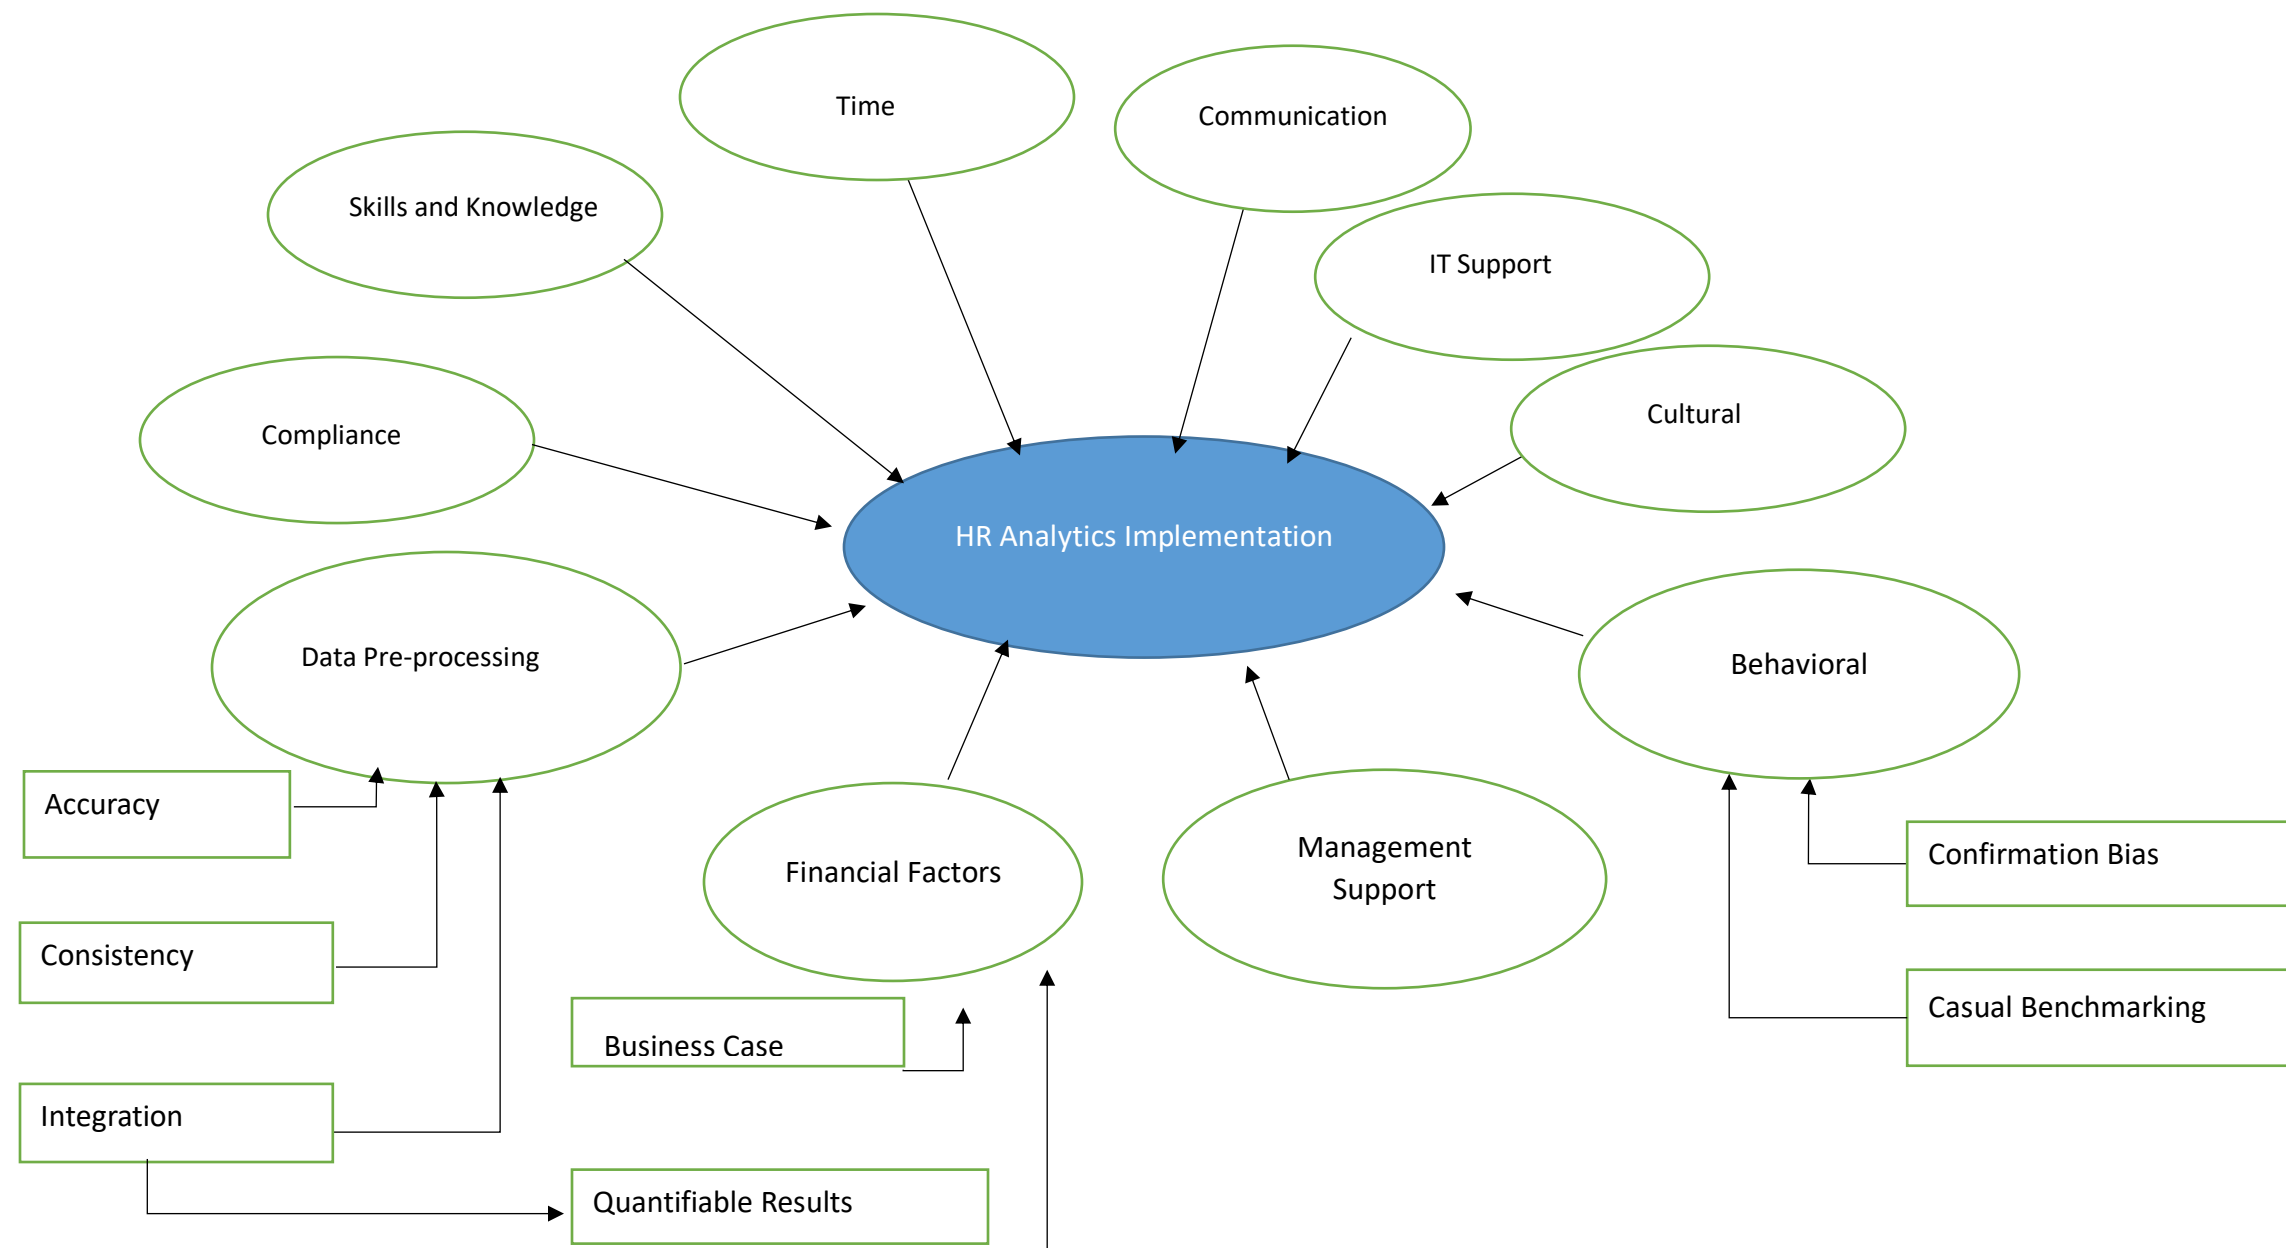 Time
Communication
Skills and Knowledge
IT Support
Cultural
Compliance
HR Analytics Implementation
Data Pre-processing
Behavioral
Accuracy
Financial Factors
Management
Support
Confirmation Bias
Consistency
Business Case
Casual Benchmarking
Integration
Quantifiable Results